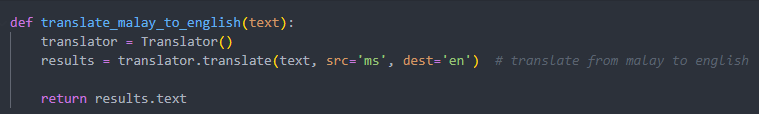 def translate_malay_to_english(text):
    translator = Translator()
    results = translator.translate(text, src='ms', dest='en')  # translate from malay to english
    return results.text